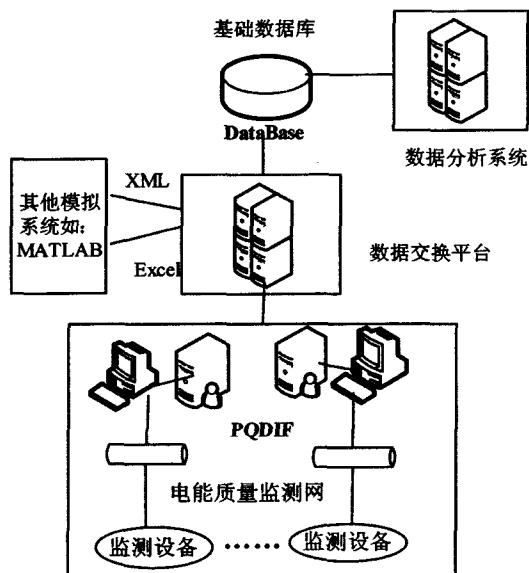 基础数据库
DataBase
数据分析系统
其他模拟
系统如:
MATLAB
XML
Excel
数据交换平台
PQDIF
电能质量监测网
监测设备
······
监测设备